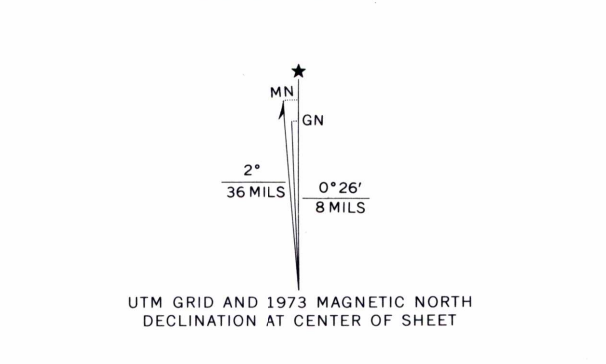 MN
GN
2°
36 MILS
0°26′
8 MILS
UTM GRID AND 1973 MAGNETIC NORTH
DECLINATION AT CENTER OF SHEET